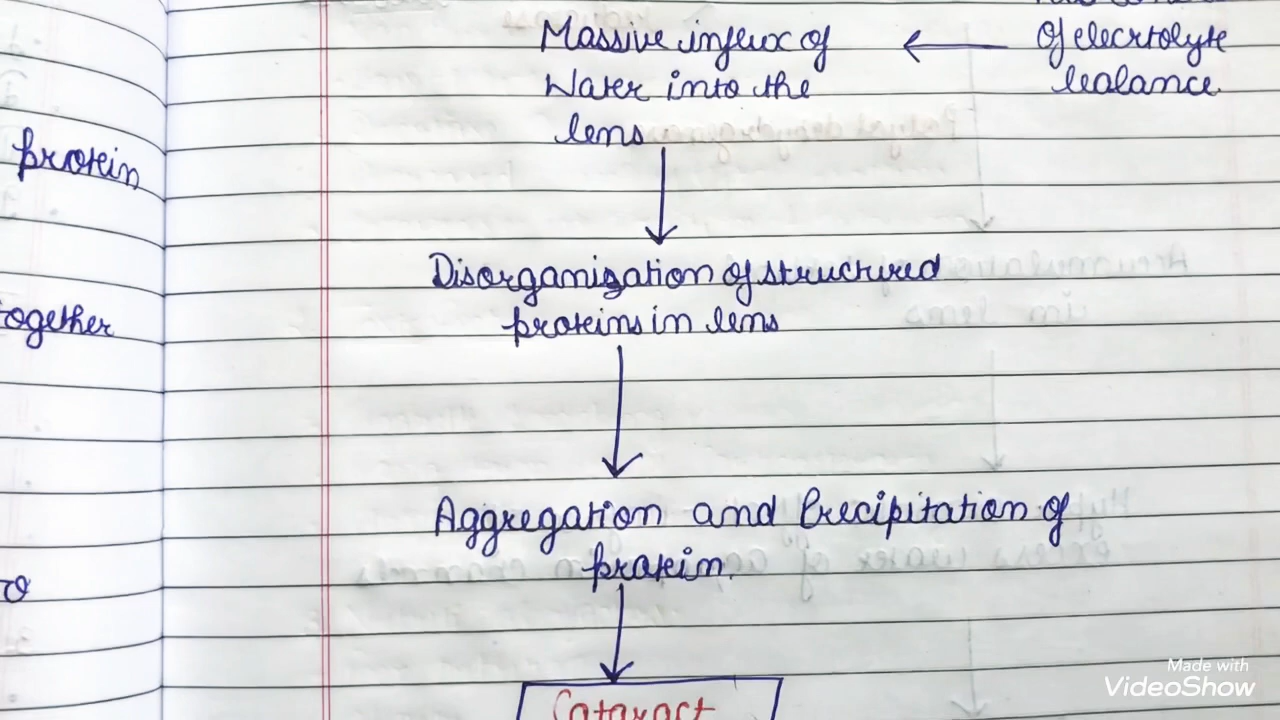 Massive influx of
Water into the
lens
of elecrtolyte
balance
protein
together
Disorganization of structured
proteins in lens
Aggregation and Precipitation of
protein.
Cataract
Made with
VideoShow